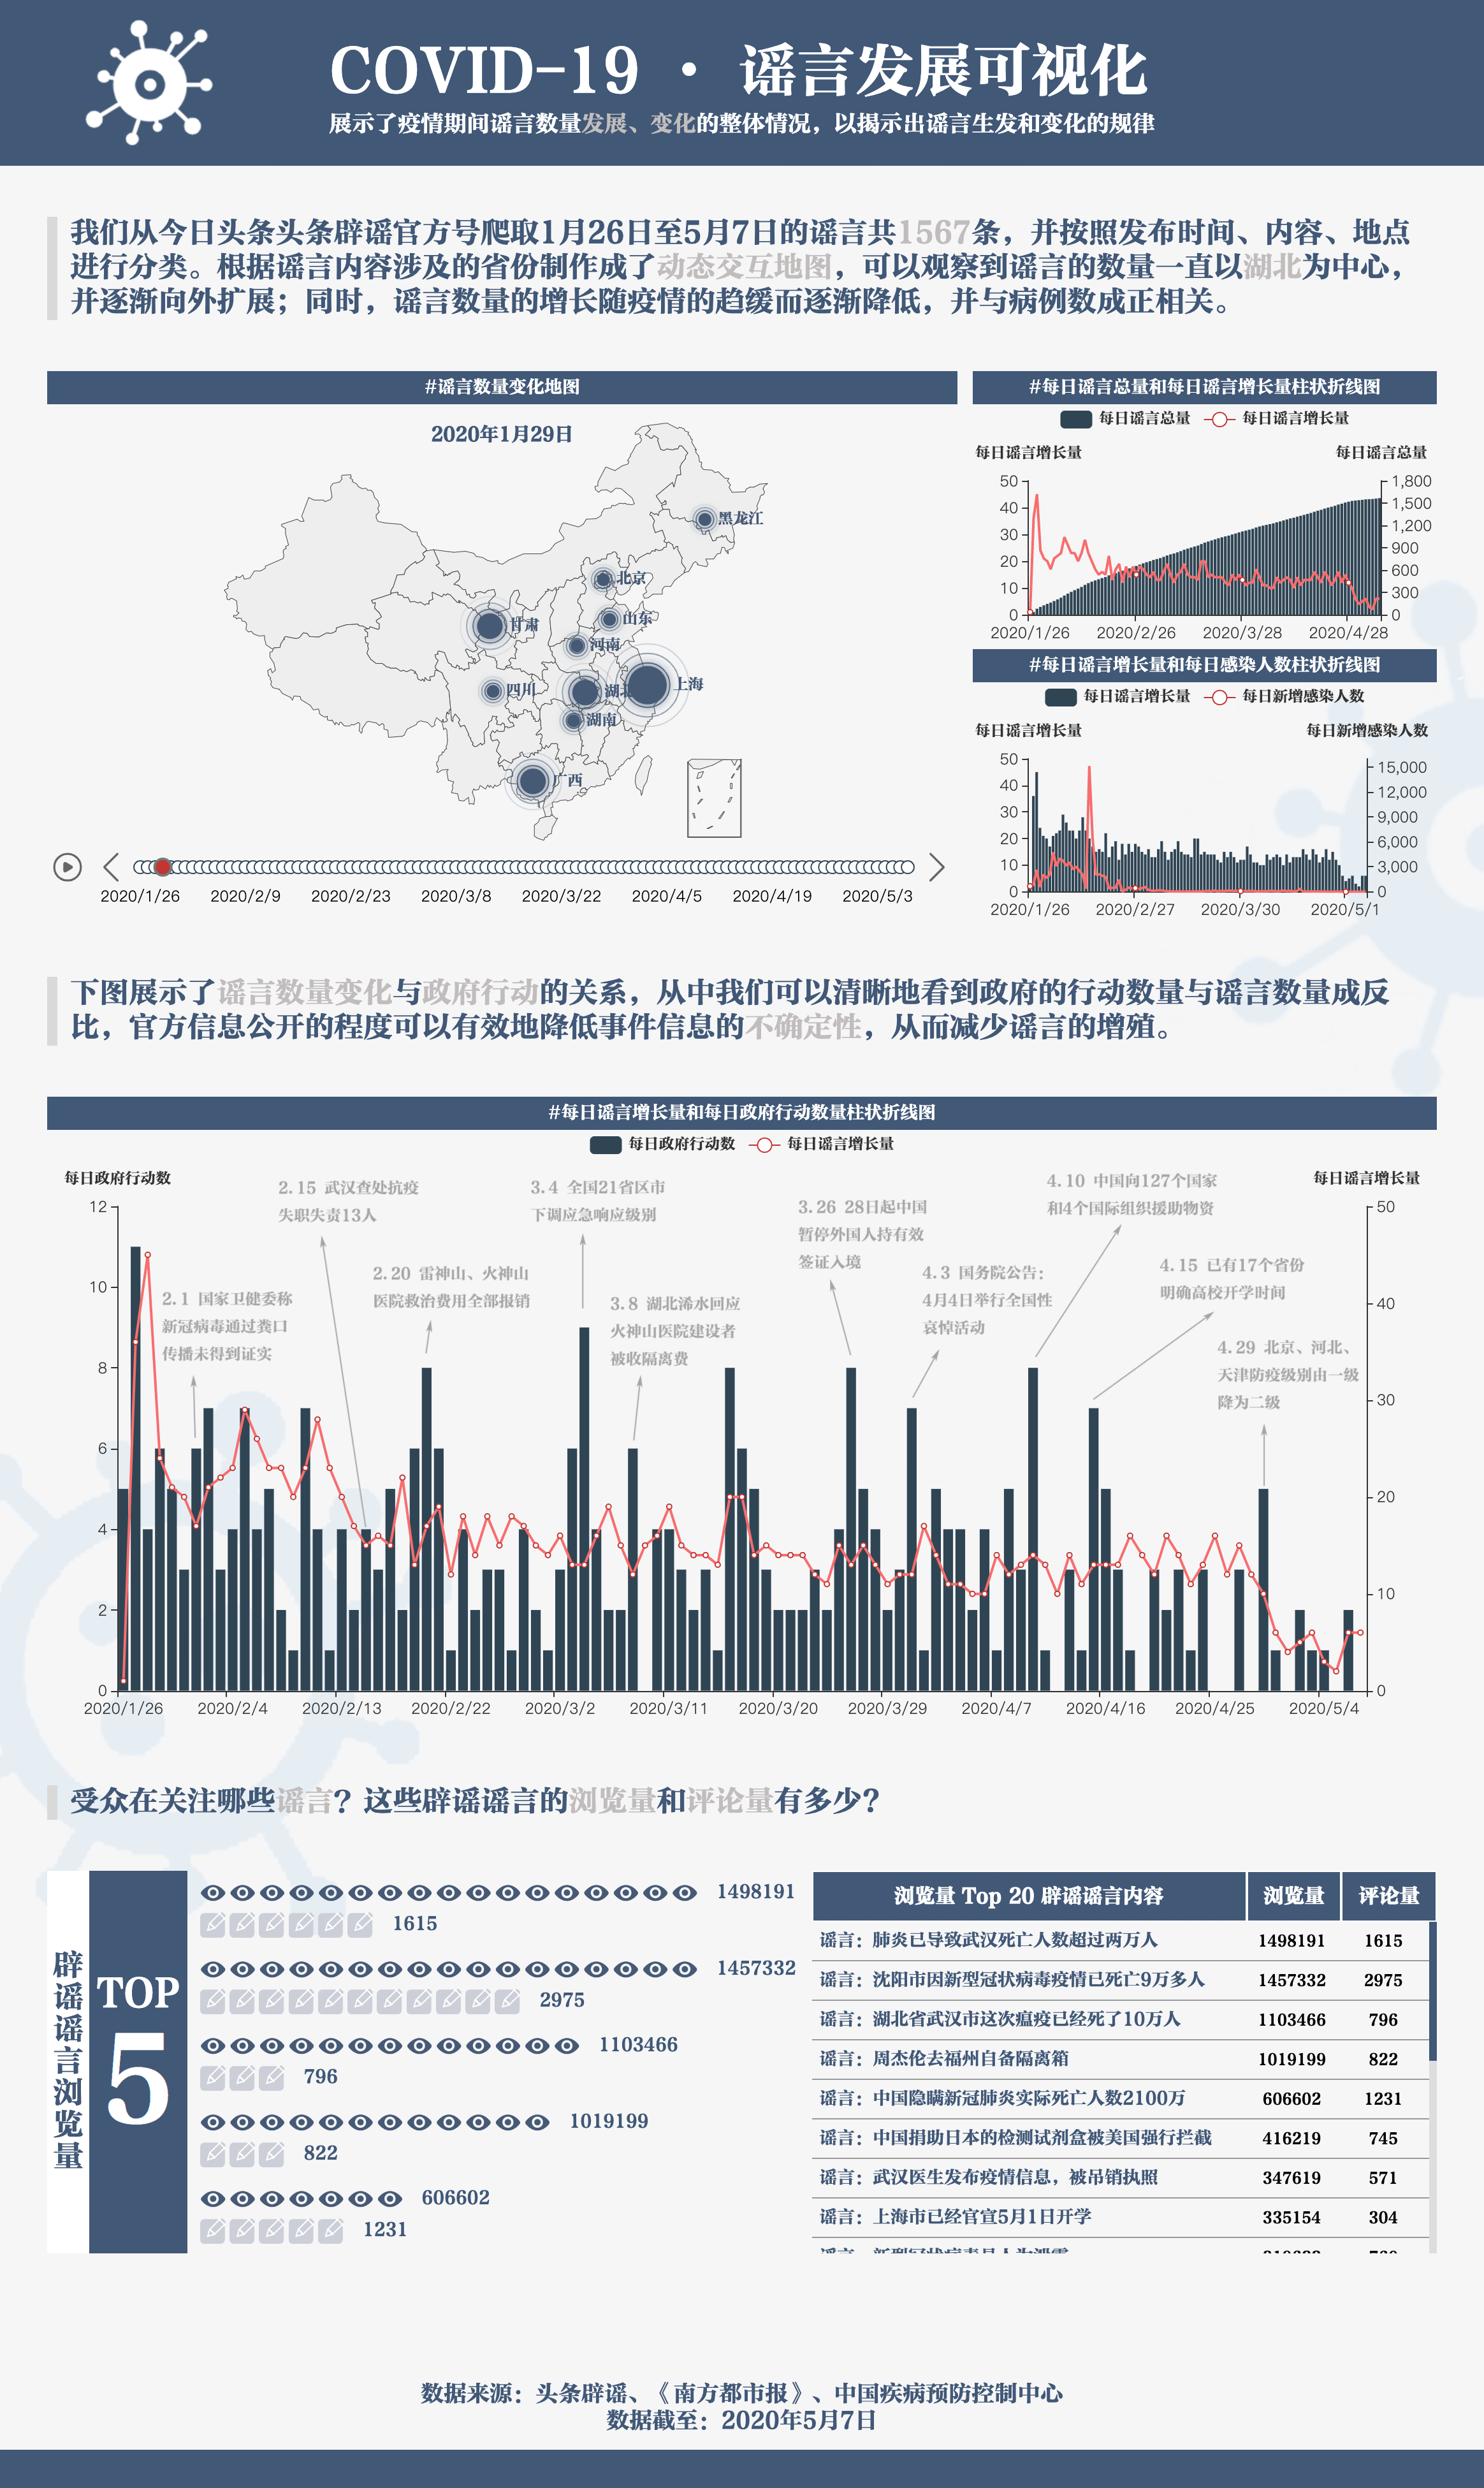 COVID-19 · 谣言发展可视化
展示了疫情期间谣言数量发展、变化的整体情况，以揭示出谣言生发和变化的规律
我们从今日头条头条辟谣官方号爬取1月26日至5月7日的谣言共1567条，并按照发布时间、内容、地点
进行分类。根据谣言内容涉及的省份制作成了动态交互地图，可以观察到谣言的数量一直以湖北为中心，
并逐渐向外扩展；同时，谣言数量的增长随疫情的趋缓而逐渐降低，并与病例数成正相关。
#谣言数量变化地图
2020年1月29日
黑龙江
北京
甘肃
山东
河南
四川
湖北
上海
湖南
广西
2020/1/26 2020/2/9 2020/2/23 2020/3/8 2020/3/22 2020/4/5 2020/4/19 2020/5/3
#每日谣言总量和每日谣言增长量柱状折线图
每日谣言总量 每日谣言增长量
每日谣言增长量 每日谣言总量
50 1,800
40 1,500
30 1,200
20 900
10 600
0 300
0
2020/1/26 2020/2/26 2020/3/28 2020/4/28
#每日谣言增长量和每日感染人数柱状折线图
每日谣言增长量 每日新增感染人数
每日谣言增长量 每日新增感染人数
50 15,000
40 12,000
30 9,000
20 6,000
10 3,000
0 0
2020/1/26 2020/2/27 2020/3/30 2020/5/1
下图展示了谣言数量变化与政府行动的关系，从中我们可以清晰地看到政府的行动数量与谣言数量成反
比，官方信息公开的程度可以有效地降低事件信息的不确定性，从而减少谣言的增殖。
#每日谣言增长量和每日政府行动数量柱状折线图
每日政府行动数 每日谣言增长量
每日政府行动数
每日谣言增长量
12
10
8
6
4
2
0
50
40
30
20
10
0
2.1 国家卫健委称
新冠病毒通过粪口
传播未得到证实
2.15 武汉查处抗疫
失职失责13人
2.20 雷神山、火神山
医院救治费用全部报销
3.4 全国21省区市
下调应急响应级别
3.8 湖北浠水回应
火神山医院建设者
被收隔离费
3.26 28日起中国
暂停外国人持有效
签证入境
4.3 国务院公告：
4月4日举行全国性
哀悼活动
4.10 中国向127个国家
和4个国际组织援助物资
4.15 已有17个省份
明确高校开学时间
4.29 北京、河北、
天津防疫级别由一级
降为二级
2020/1/26 2020/2/4 2020/2/13 2020/2/22 2020/3/2 2020/3/11 2020/3/20 2020/3/29 2020/4/7 2020/4/16 2020/4/25 2020/5/4
受众在关注哪些谣言？这些辟谣谣言的浏览量和评论量有多少？
辟谣谣言浏览量
TOP
5
1498191
1615
1457332
2975
1103466
796
1019199
822
606602
1231
浏览量 Top 20 辟谣谣言内容 浏览量 评论量
谣言：肺炎已导致武汉死亡人数超过两万人 1498191 1615
谣言：沈阳市因新型冠状病毒疫情已死亡9万多人 1457332 2975
谣言：湖北省武汉市这次瘟疫已经死了10万人 1103466 796
谣言：周杰伦去福州自备隔离箱 1019199 822
谣言：中国隐瞒新冠肺炎实际死亡人数2100万 606602 1231
谣言：中国捐助日本的检测试剂盒被美国强行拦截 416219 745
谣言：武汉医生发布疫情信息，被吊销执照 347619 571
谣言：上海市已经官宣5月1日开学 335154 304
数据来源：头条辟谣、《南方都市报》、中国疾病预防控制中心
数据截至：2020年5月7日